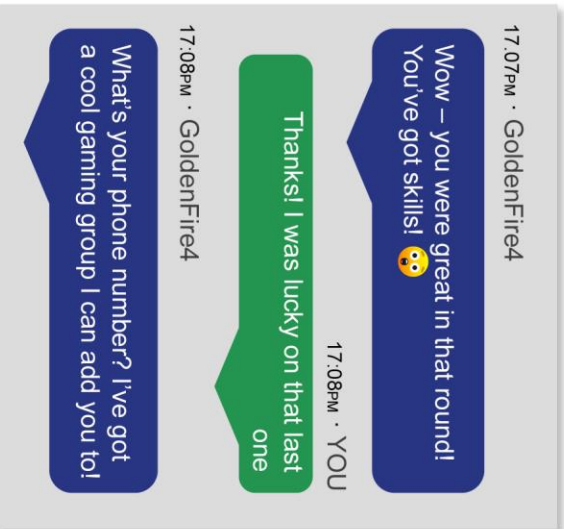 17.07PM · GoldenFire4
Wow – you were great in that round!
You've got skills! 😲
17:08PM · YOU
Thanks! I was lucky on that last
one
17:08PM · GoldenFire4
What's your phone number? I've got
a cool gaming group I can add you to!